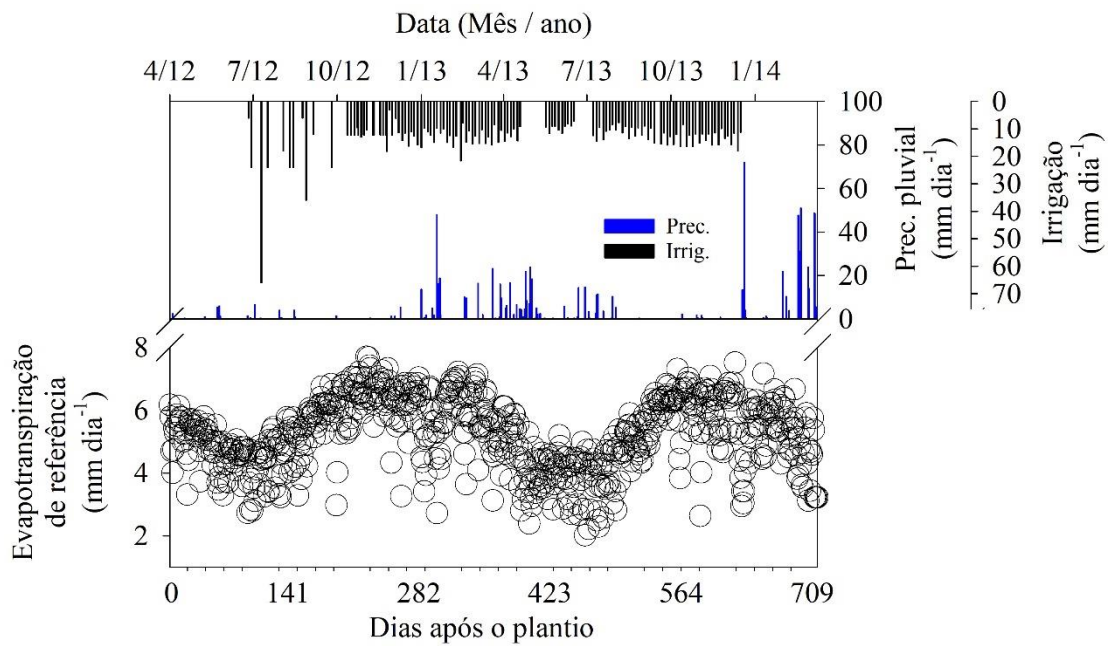 Data (Mês / ano)
4/12 7/12 10/12 1/13 4/13 7/13 10/13 1/14
100
80
60
40
20
0
Prec. pluvial
(mm dia⁻¹)
0
10
20
30
40
50
60
70
Irrigação
(mm dia⁻¹)
Prec.
Irrig.
8
6
4
2
Evapotranspiração
de referência
(mm dia⁻¹)
0 141 282 423 564 709
Dias após o plantio